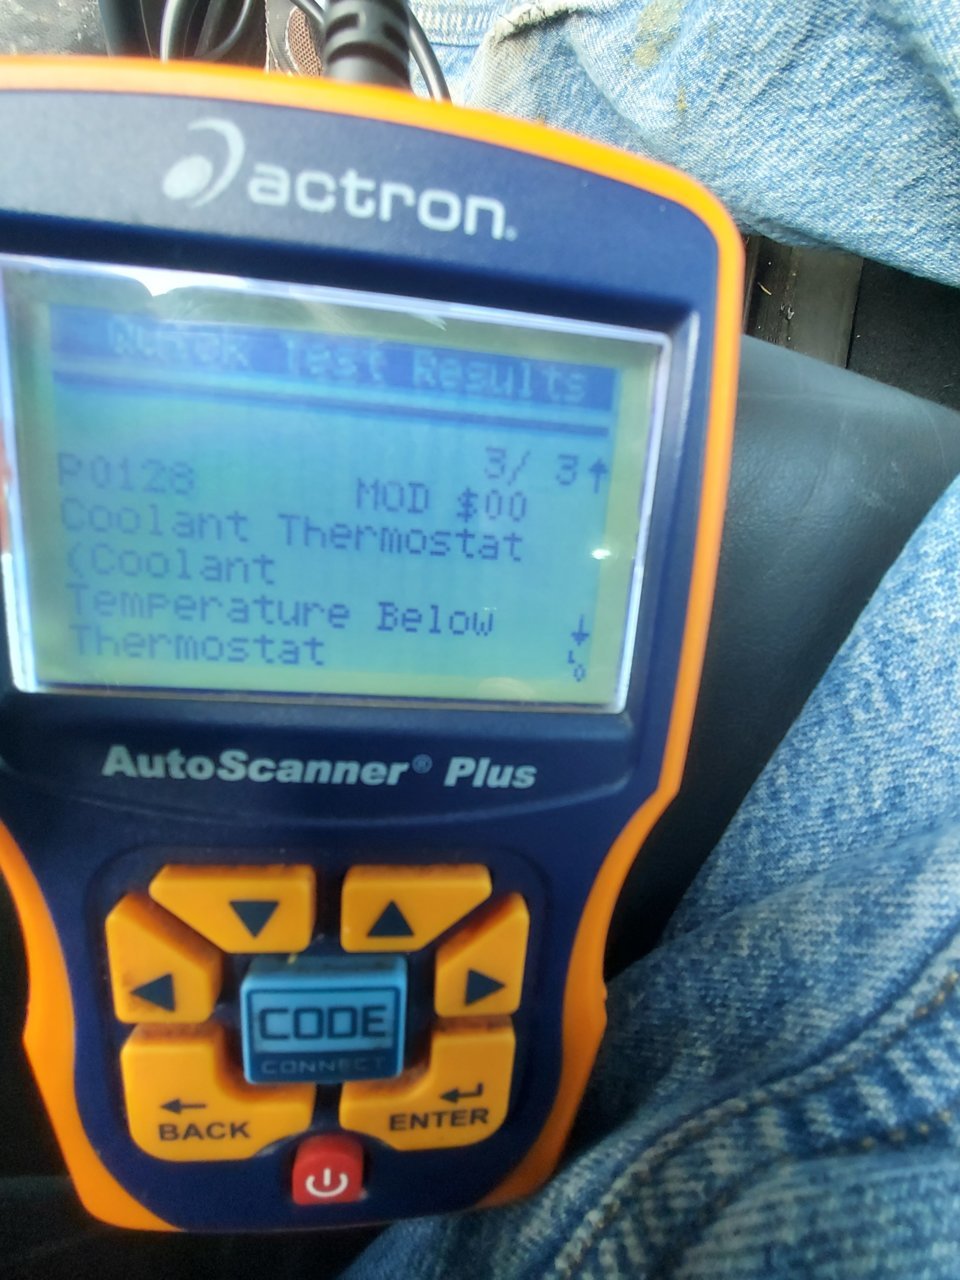 actron®
Quick Test Results
3/ 3
P0128
MOD $00
Coolant Thermostat
(Coolant
Temperature Below
Thermostat
AutoScanner® Plus
CODE
CONNECT
BACK
ENTER